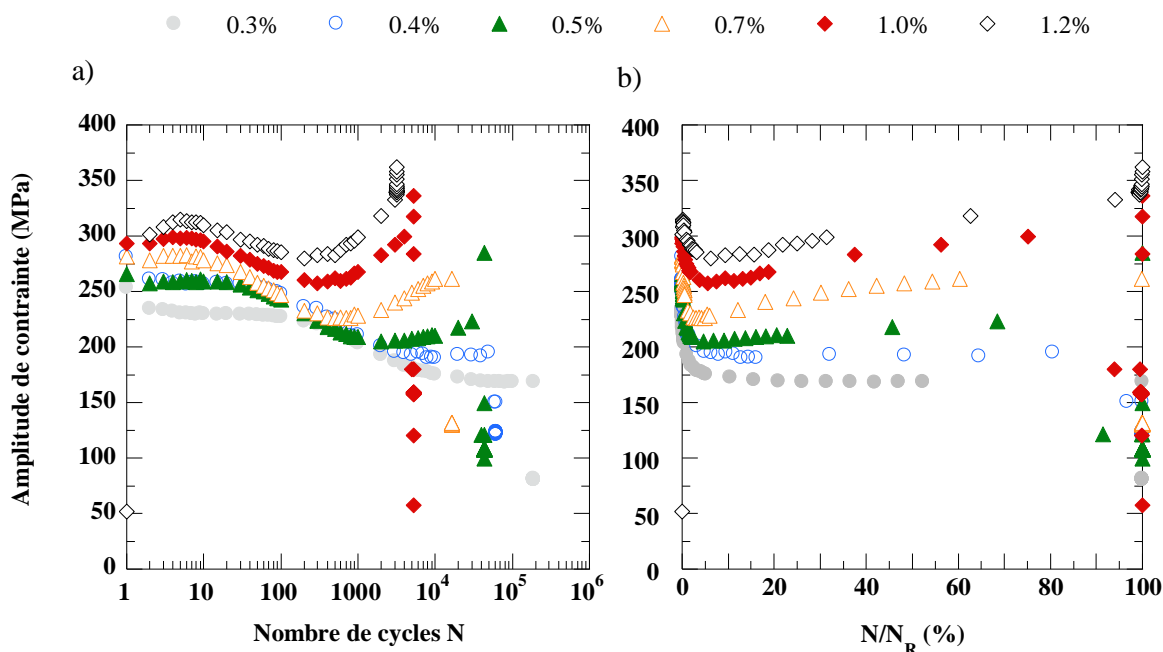 0.3% 0.4% 0.5% 0.7% 1.0% 1.2%
a)
b)
Amplitude de contrainte (MPa)
400
350
300
250
200
150
100
50
0
1 10 100 1000 10^4 10^5 10^6
Nombre de cycles N
400
350
300
250
200
150
100
50
0
0 20 40 60 80 100
N/N_R (%)